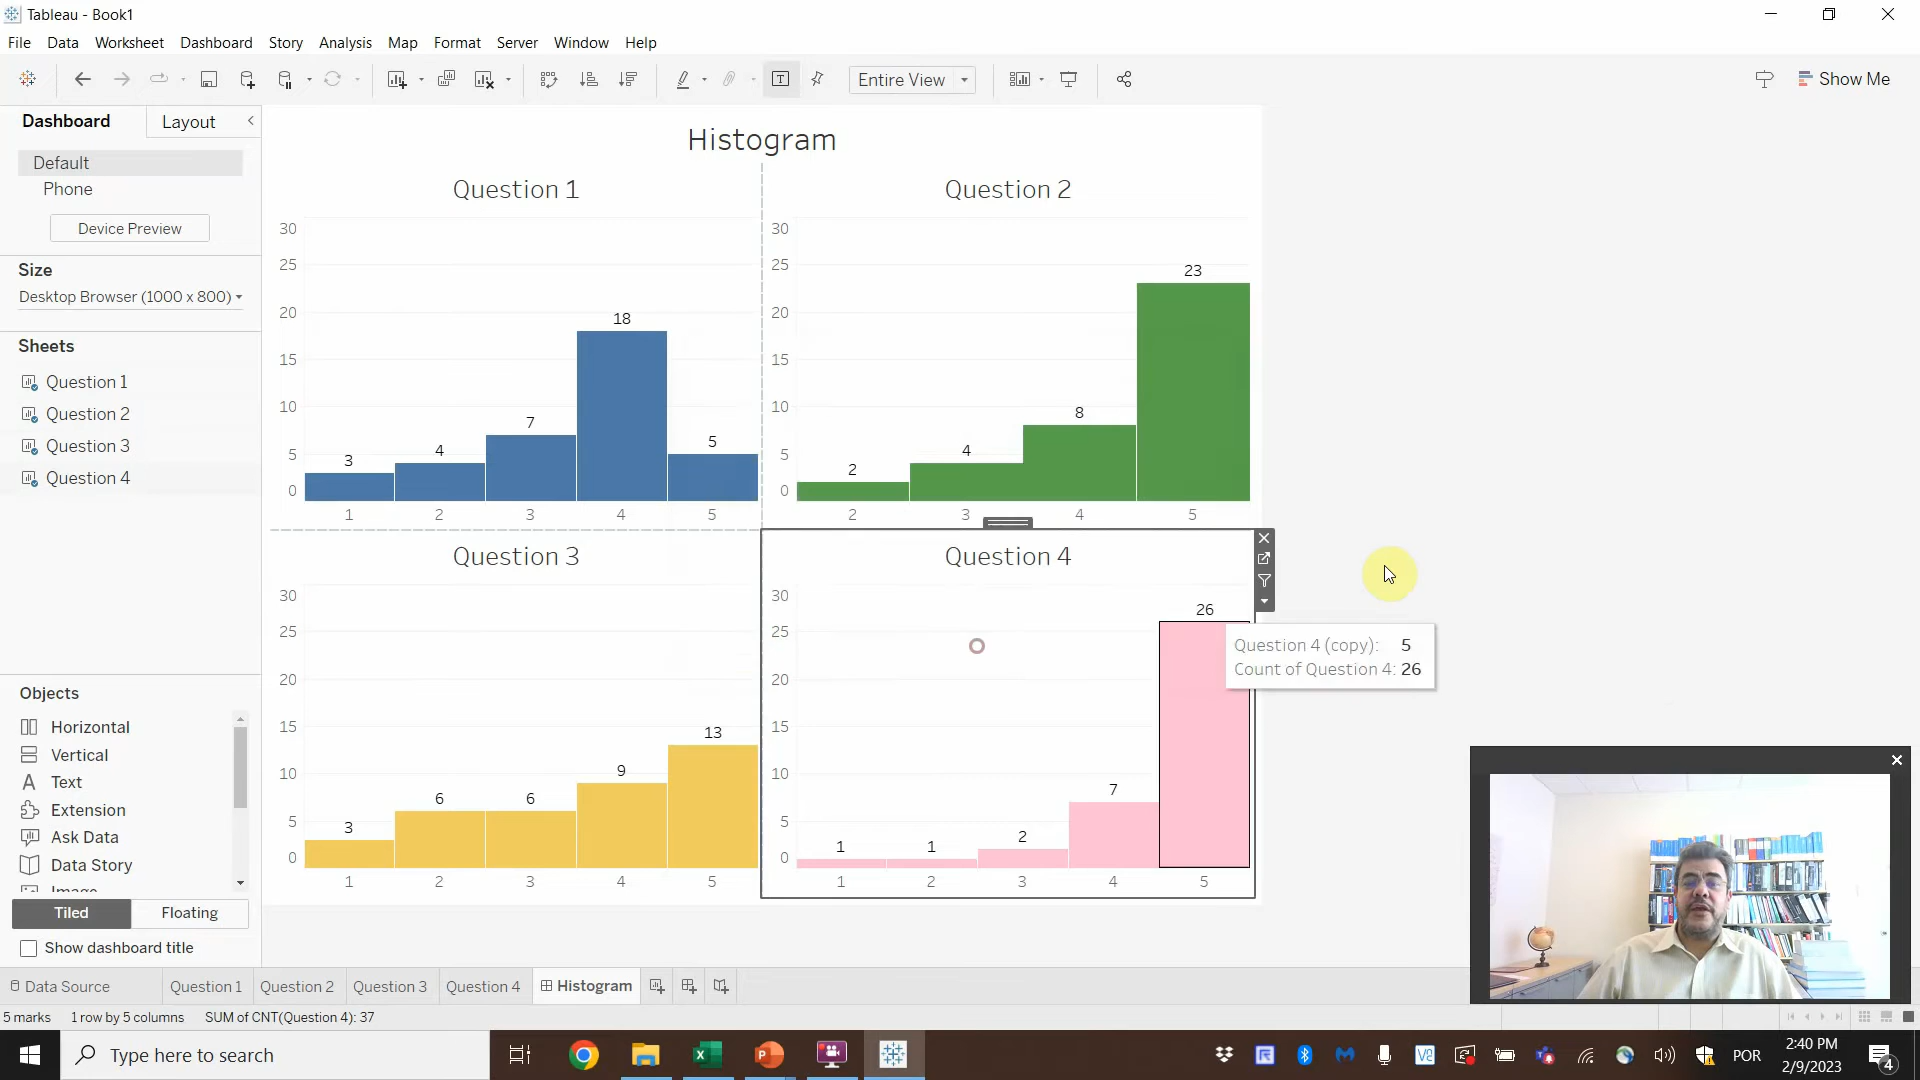 Tableau - Book1
File Data Worksheet Dashboard Story Analysis Map Format Server Window Help
Entire View
Show Me
Dashboard
Layout
Default
Phone
Device Preview
Size
Desktop Browser (1000 x 800)
Sheets
Question 1
Question 2
Question 3
Question 4
Objects
Horizontal
Vertical
Text
Extension
Ask Data
Data Story
Image
Tiled Floating
Show dashboard title
Histogram
Question 1
30
25
20
15
10
5
0
3 4 7 18 5
1 2 3 4 5
Question 2
30
25
20
15
10
5
0
2 4 8 23
2 3 4 5
Question 3
30
25
20
15
10
5
0
3 6 6 9 13
1 2 3 4 5
Question 4
30
25
20
15
10
5
0
1 1 2 7 26
1 2 3 4 5
Question 4 (copy): 5
Count of Question 4: 26
Data Source Question 1 Question 2 Question 3 Question 4 Histogram
5 marks 1 row by 5 columns SUM of CNT(Question 4): 37
Type here to search
POR
2:40 PM
2/9/2023
4